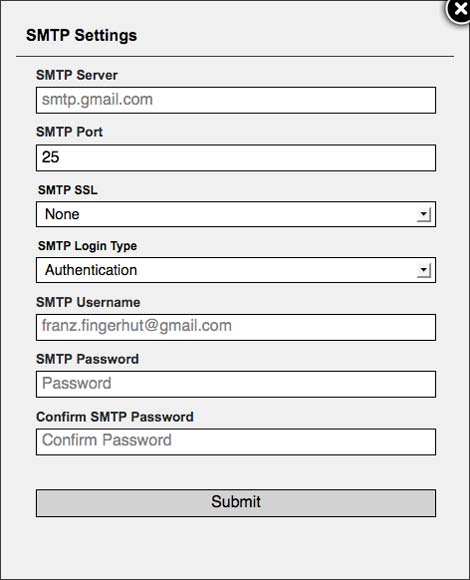 SMTP Settings
SMTP Server
smtp.gmail.com
SMTP Port
25
SMTP SSL
None
SMTP Login Type
Authentication
SMTP Username
franz.fingerhut@gmail.com
SMTP Password
Password
Confirm SMTP Password
Confirm Password
Submit